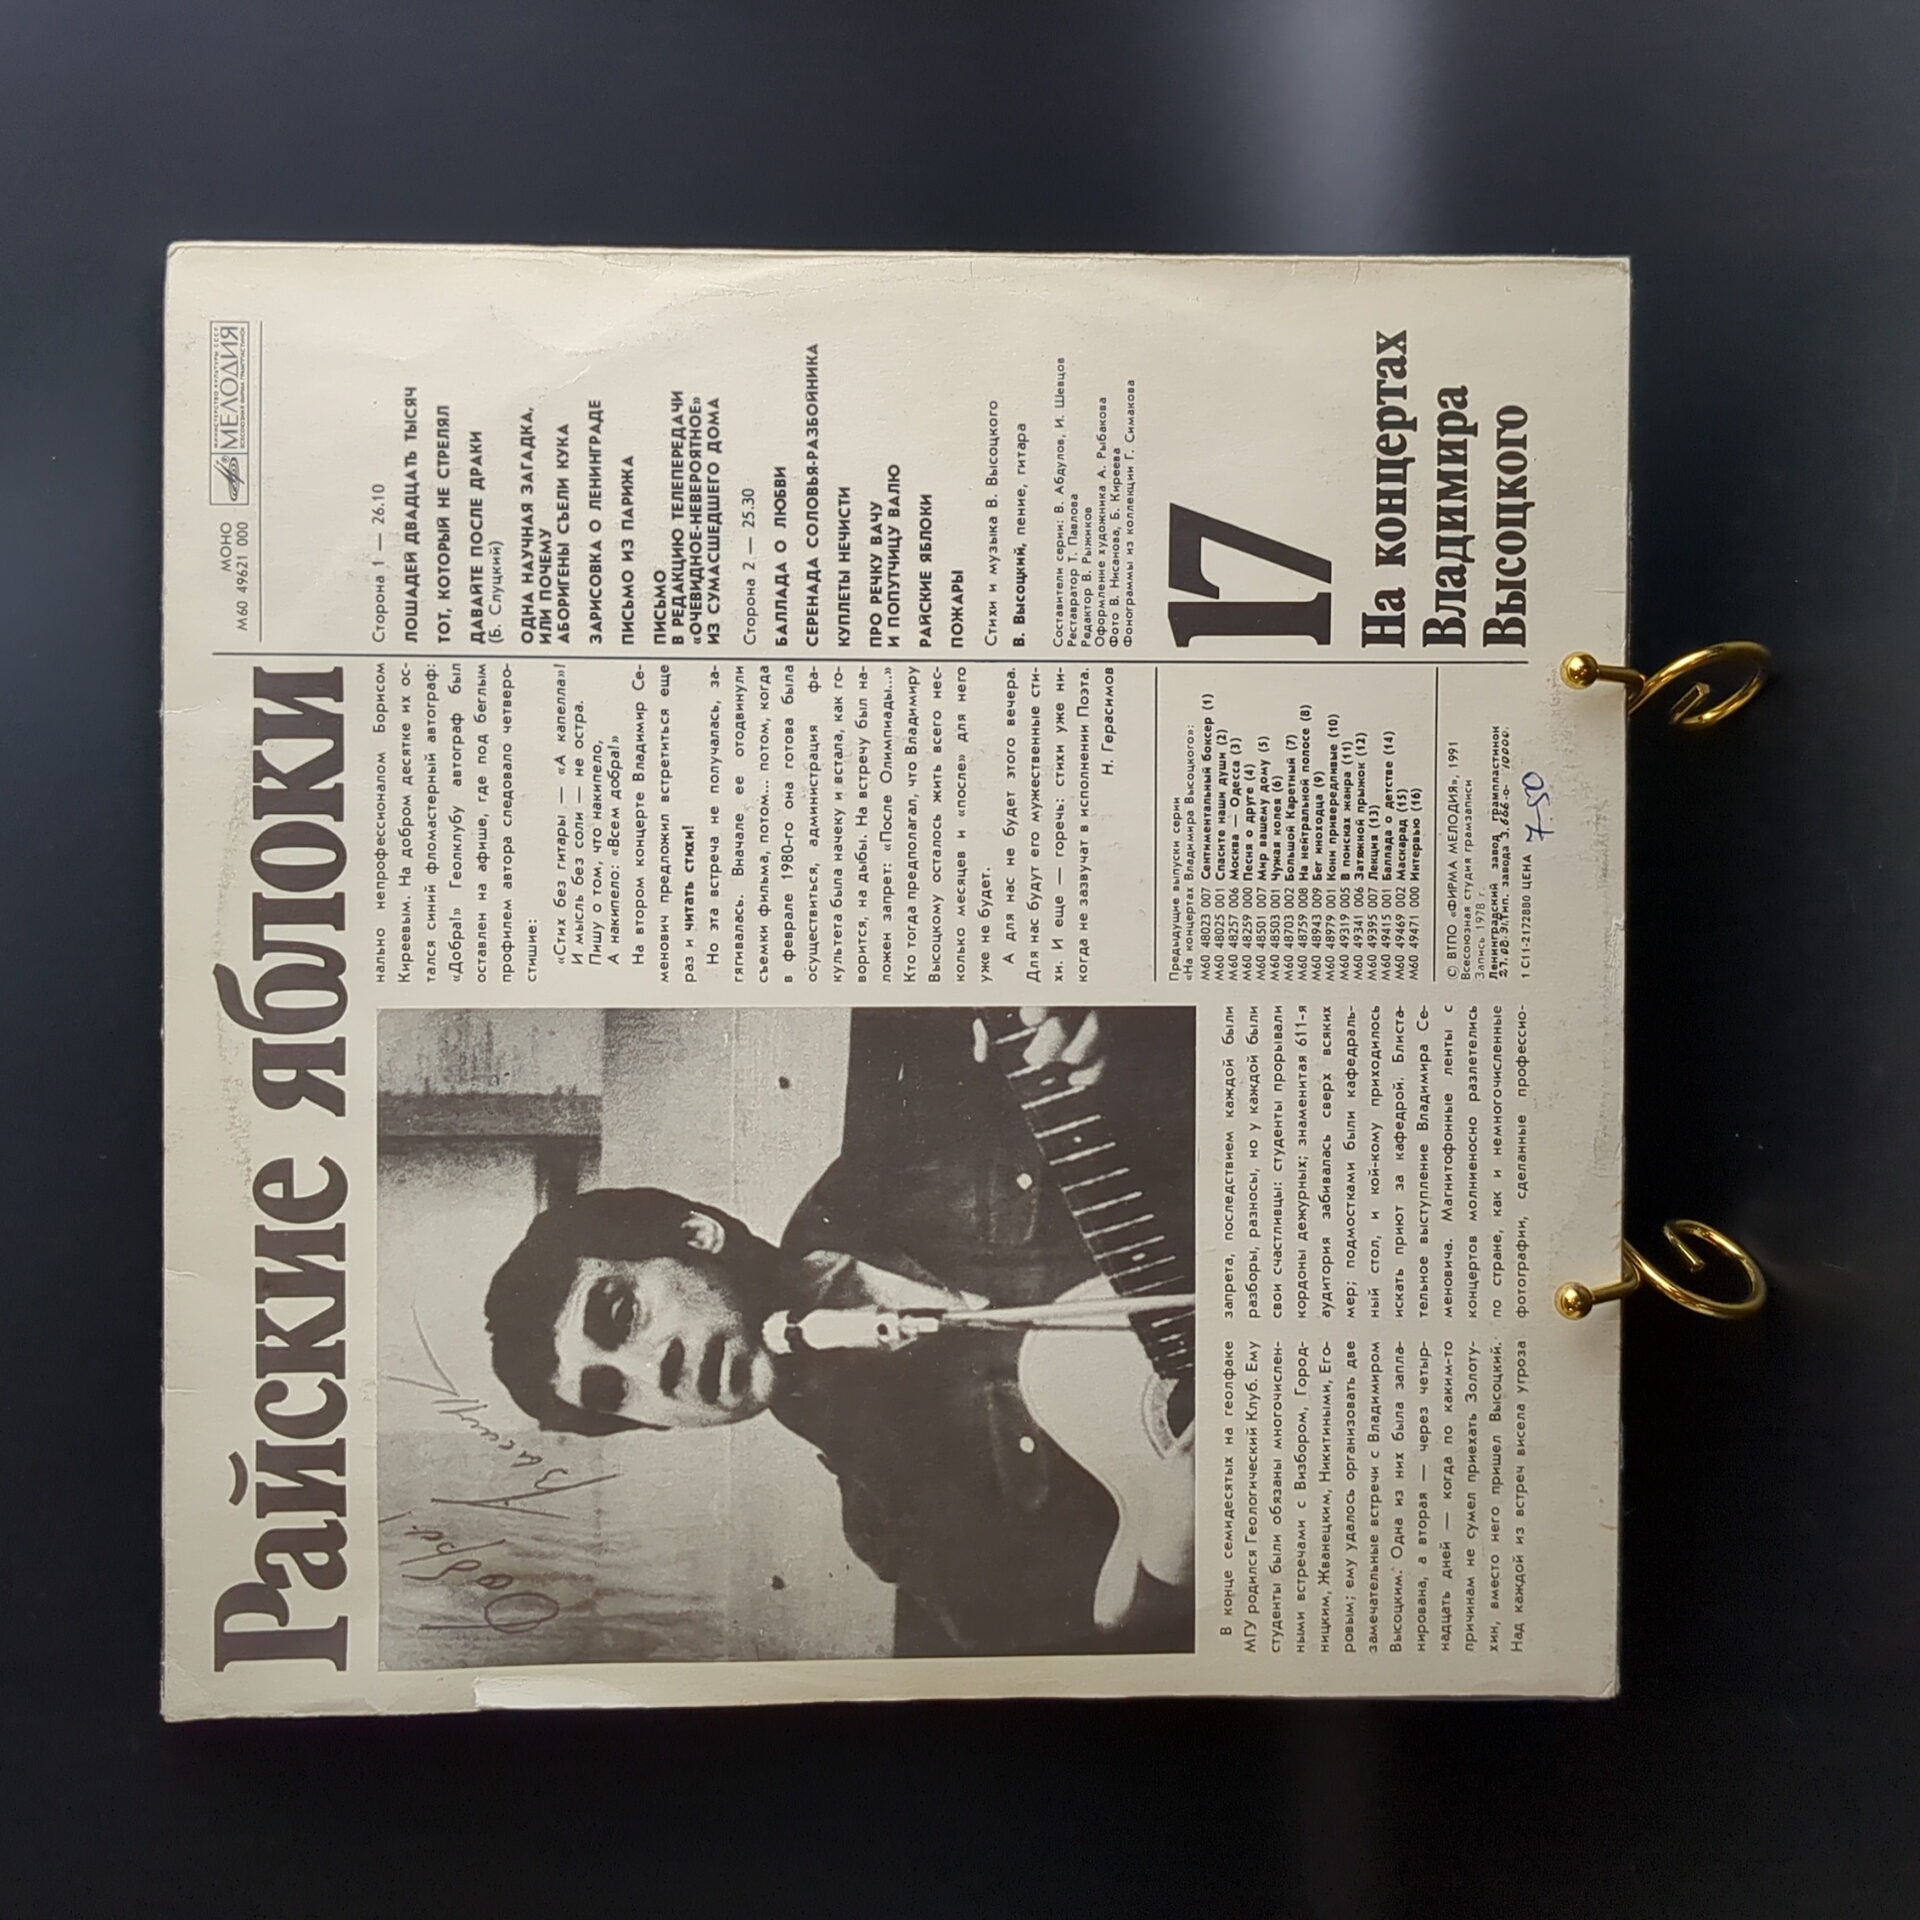 Райские яблоки
МОНО
М60 49621 000
МИНИСТЕРСТВО КУЛЬТУРЫ СССР
МЕЛОДИЯ
ВСЕСОЮЗНАЯ ФИРМА ГРАМПЛАСТИНОК
Добра!
Высоцкий
В конце семидесятых на геолфаке
МГУ родился Геологический Клуб. Ему
студенты были обязаны многочислен-
ными встречами с Визбором, Город-
ницким, Жванецким, Никитиными, Его-
ровым; ему удалось организовать две
замечательные встречи с Владимиром
Высоцким. Одна из них была запла-
нирована, а вторая — через четыр-
надцать дней — когда по каким-то
причинам не сумел приехать Золоту-
хин, вместо него пришел Высоцкий.
Над каждой из встреч висела угроза
запрета, последствием каждой были
разборы, разносы, но у каждой были
свои счастливцы: студенты прорывали
кордоны дежурных; знаменитая 611-я
аудитория забивалась сверх всяких
мер; подмостками были кафедраль-
ный стол, и кой-кому приходилось
искать приют за кафедрой. Блиста-
тельное выступление Владимира Се-
меновича. Магнитофонные ленты с
концертов молниеносно разлетелись
по стране, как и немногочисленные
фотографии, сделанные профессио-
нально непрофессионалом Борисом
Киреевым. На добром десятке их ос-
тался синий фломастерный автограф:
«Добра!» Геолклубу автограф был
оставлен на афише, где под беглым
профилем автора следовало четверо-
стишие:
«Стих без гитары — «А капелла»!
И мысль без соли — не остра.
Пишу о том, что накипело,
А накипело: «Всем добра!»
На втором концерте Владимир Се-
менович предложил встретиться еще
раз и читать стихи!
Но эта встреча не получалась, за-
тягивалась. Вначале ее отодвинули
съемки фильма, потом... потом, когда
в феврале 1980-го она готова была
осуществиться, администрация фа-
культета была начеку и встала, как го-
ворится, на дыбы. На встречу был на-
ложен запрет: «После Олимпиады...»
Кто тогда предполагал, что Владимиру
Высоцкому осталось жить всего нес-
колько месяцев и «после» для него
уже не будет.
А для нас не будет этого вечера.
Для нас будут его мужественные сти-
хи. И еще — горечь: стихи уже ни-
когда не зазвучат в исполнении Поэта.
Н. Герасимов
Предыдущие выпуски серии
«На концертах Владимира Высоцкого»:
М60 48023 007 Сентиментальный боксер (1)
М60 48025 001 Спасите наши души (2)
М60 48257 006 Москва — Одесса (3)
М60 48259 000 Песня о друге (4)
М60 48501 007 Мир вашему дому (5)
М60 48503 001 Чужая колея (6)
М60 48703 002 Большой Каретный (7)
М60 48759 008 На нейтральной полосе (8)
М60 48943 009 Бег иноходца (9)
М60 48979 001 Кони привередливые (10)
М60 49319 005 В поисках жанра (11)
М60 49341 006 Затяжной прыжок (12)
М60 49395 007 Лекция (13)
М60 49415 001 Баллада о детстве (14)
М60 49469 002 Маскарад (15)
М60 49471 000 Интервью (16)
© ВТПО «ФИРМА МЕЛОДИЯ», 1991
Всесоюзная студия грамзаписи
Запись 1978 г.
Ленинградский завод грампластинок
27.08.91. Тип. завода З.666-0- 10000.
1 С11-2172880 ЦЕНА 7-50
Сторона 1 — 26.10
ЛОШАДЕЙ ДВАДЦАТЬ ТЫСЯЧ
ТОТ, КОТОРЫЙ НЕ СТРЕЛЯЛ
ДАВАЙТЕ ПОСЛЕ ДРАКИ
(Б. Слуцкий)
ОДНА НАУЧНАЯ ЗАГАДКА,
ИЛИ ПОЧЕМУ
АБОРИГЕНЫ СЪЕЛИ КУКА
ЗАРИСОВКА О ЛЕНИНГРАДЕ
ПИСЬМО ИЗ ПАРИЖА
ПИСЬМО
В РЕДАКЦИЮ ТЕЛЕПЕРЕДАЧИ
«ОЧЕВИДНОЕ-НЕВЕРОЯТНОЕ»
ИЗ СУМАСШЕДШЕГО ДОМА
Сторона 2 — 25.30
БАЛЛАДА О ЛЮБВИ
СЕРЕНАДА СОЛОВЬЯ-РАЗБОЙНИКА
КУПЛЕТЫ НЕЧИСТИ
ПРО РЕЧКУ ВАЧУ
И ПОПУТЧИЦУ ВАЛЮ
РАЙСКИЕ ЯБЛОКИ
ПОЖАРЫ
Стихи и музыка В. Высоцкого
В. Высоцкий, пение, гитара
Составители серии: В. Абдулов, И. Шевцов
Реставратор Т. Павлова
Редактор В. Рыжиков
Оформление художника А. Рыбакова
Фото В. Нисанова, Б. Киреева
Фонограммы из коллекции Г. Симакова
17
На концертах
Владимира
Высоцкого